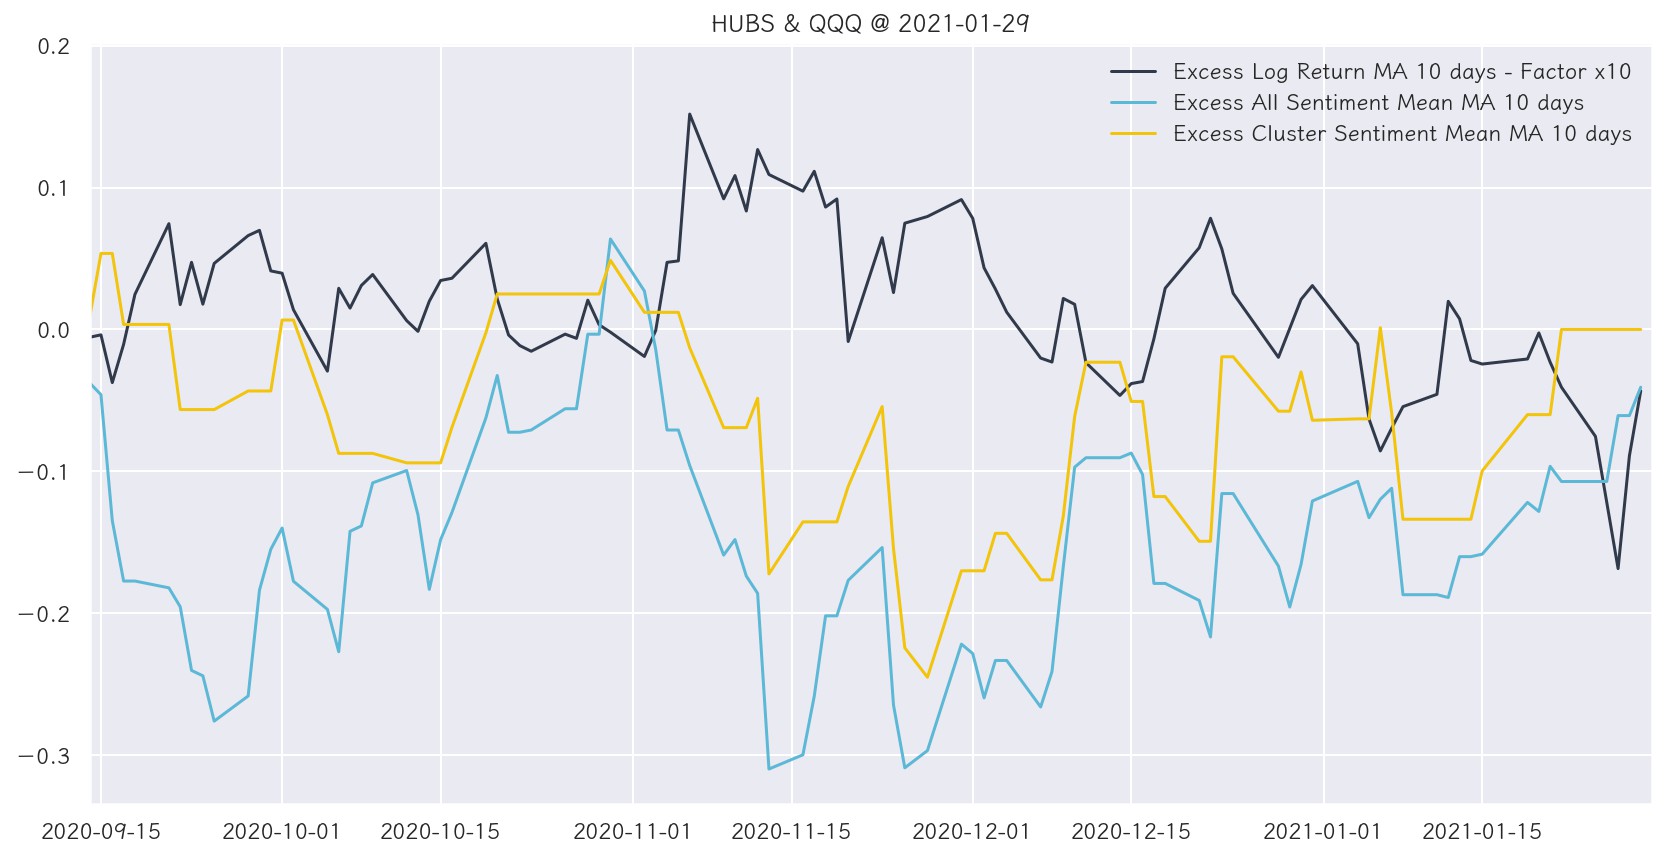 HUBS & QQQ @ 2021-01-29
0.2
0.1
0.0
−0.1
−0.2
−0.3
Excess Log Return MA 10 days - Factor x10
Excess All Sentiment Mean MA 10 days
Excess Cluster Sentiment Mean MA 10 days
2020-09-15 2020-10-01 2020-10-15 2020-11-01 2020-11-15 2020-12-01 2020-12-15 2021-01-01 2021-01-15